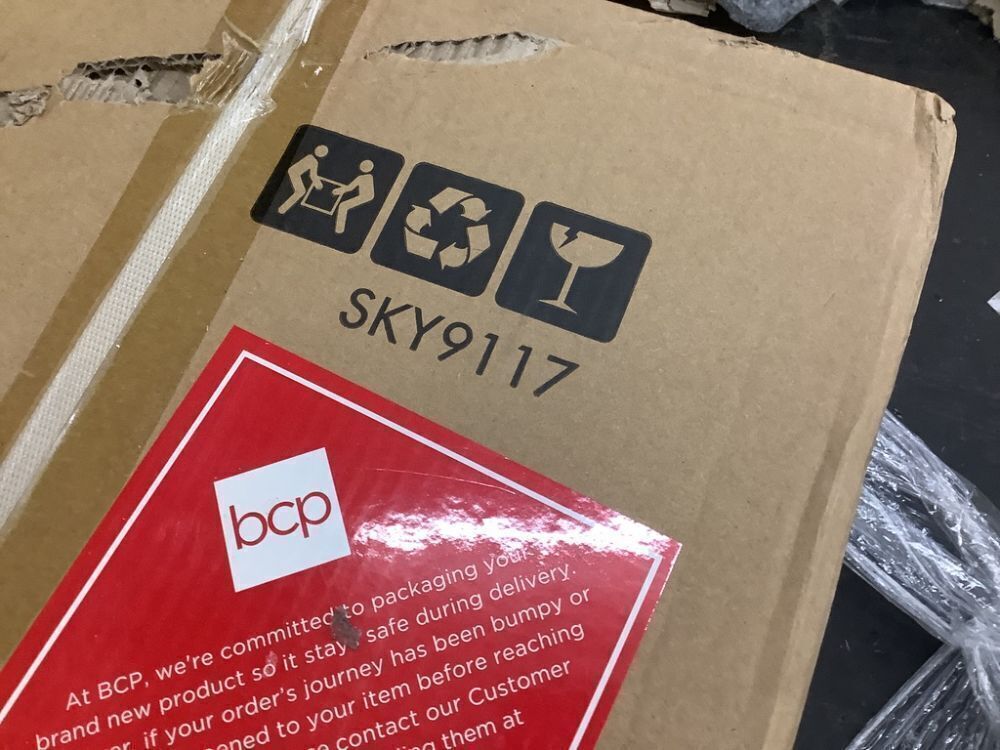 SKY9117
bcp
At BCP, we're committed to packaging your
brand new product so it stays safe during delivery.
if your order's journey has been bumpy or
to your item before reaching
contact our Customer
them at